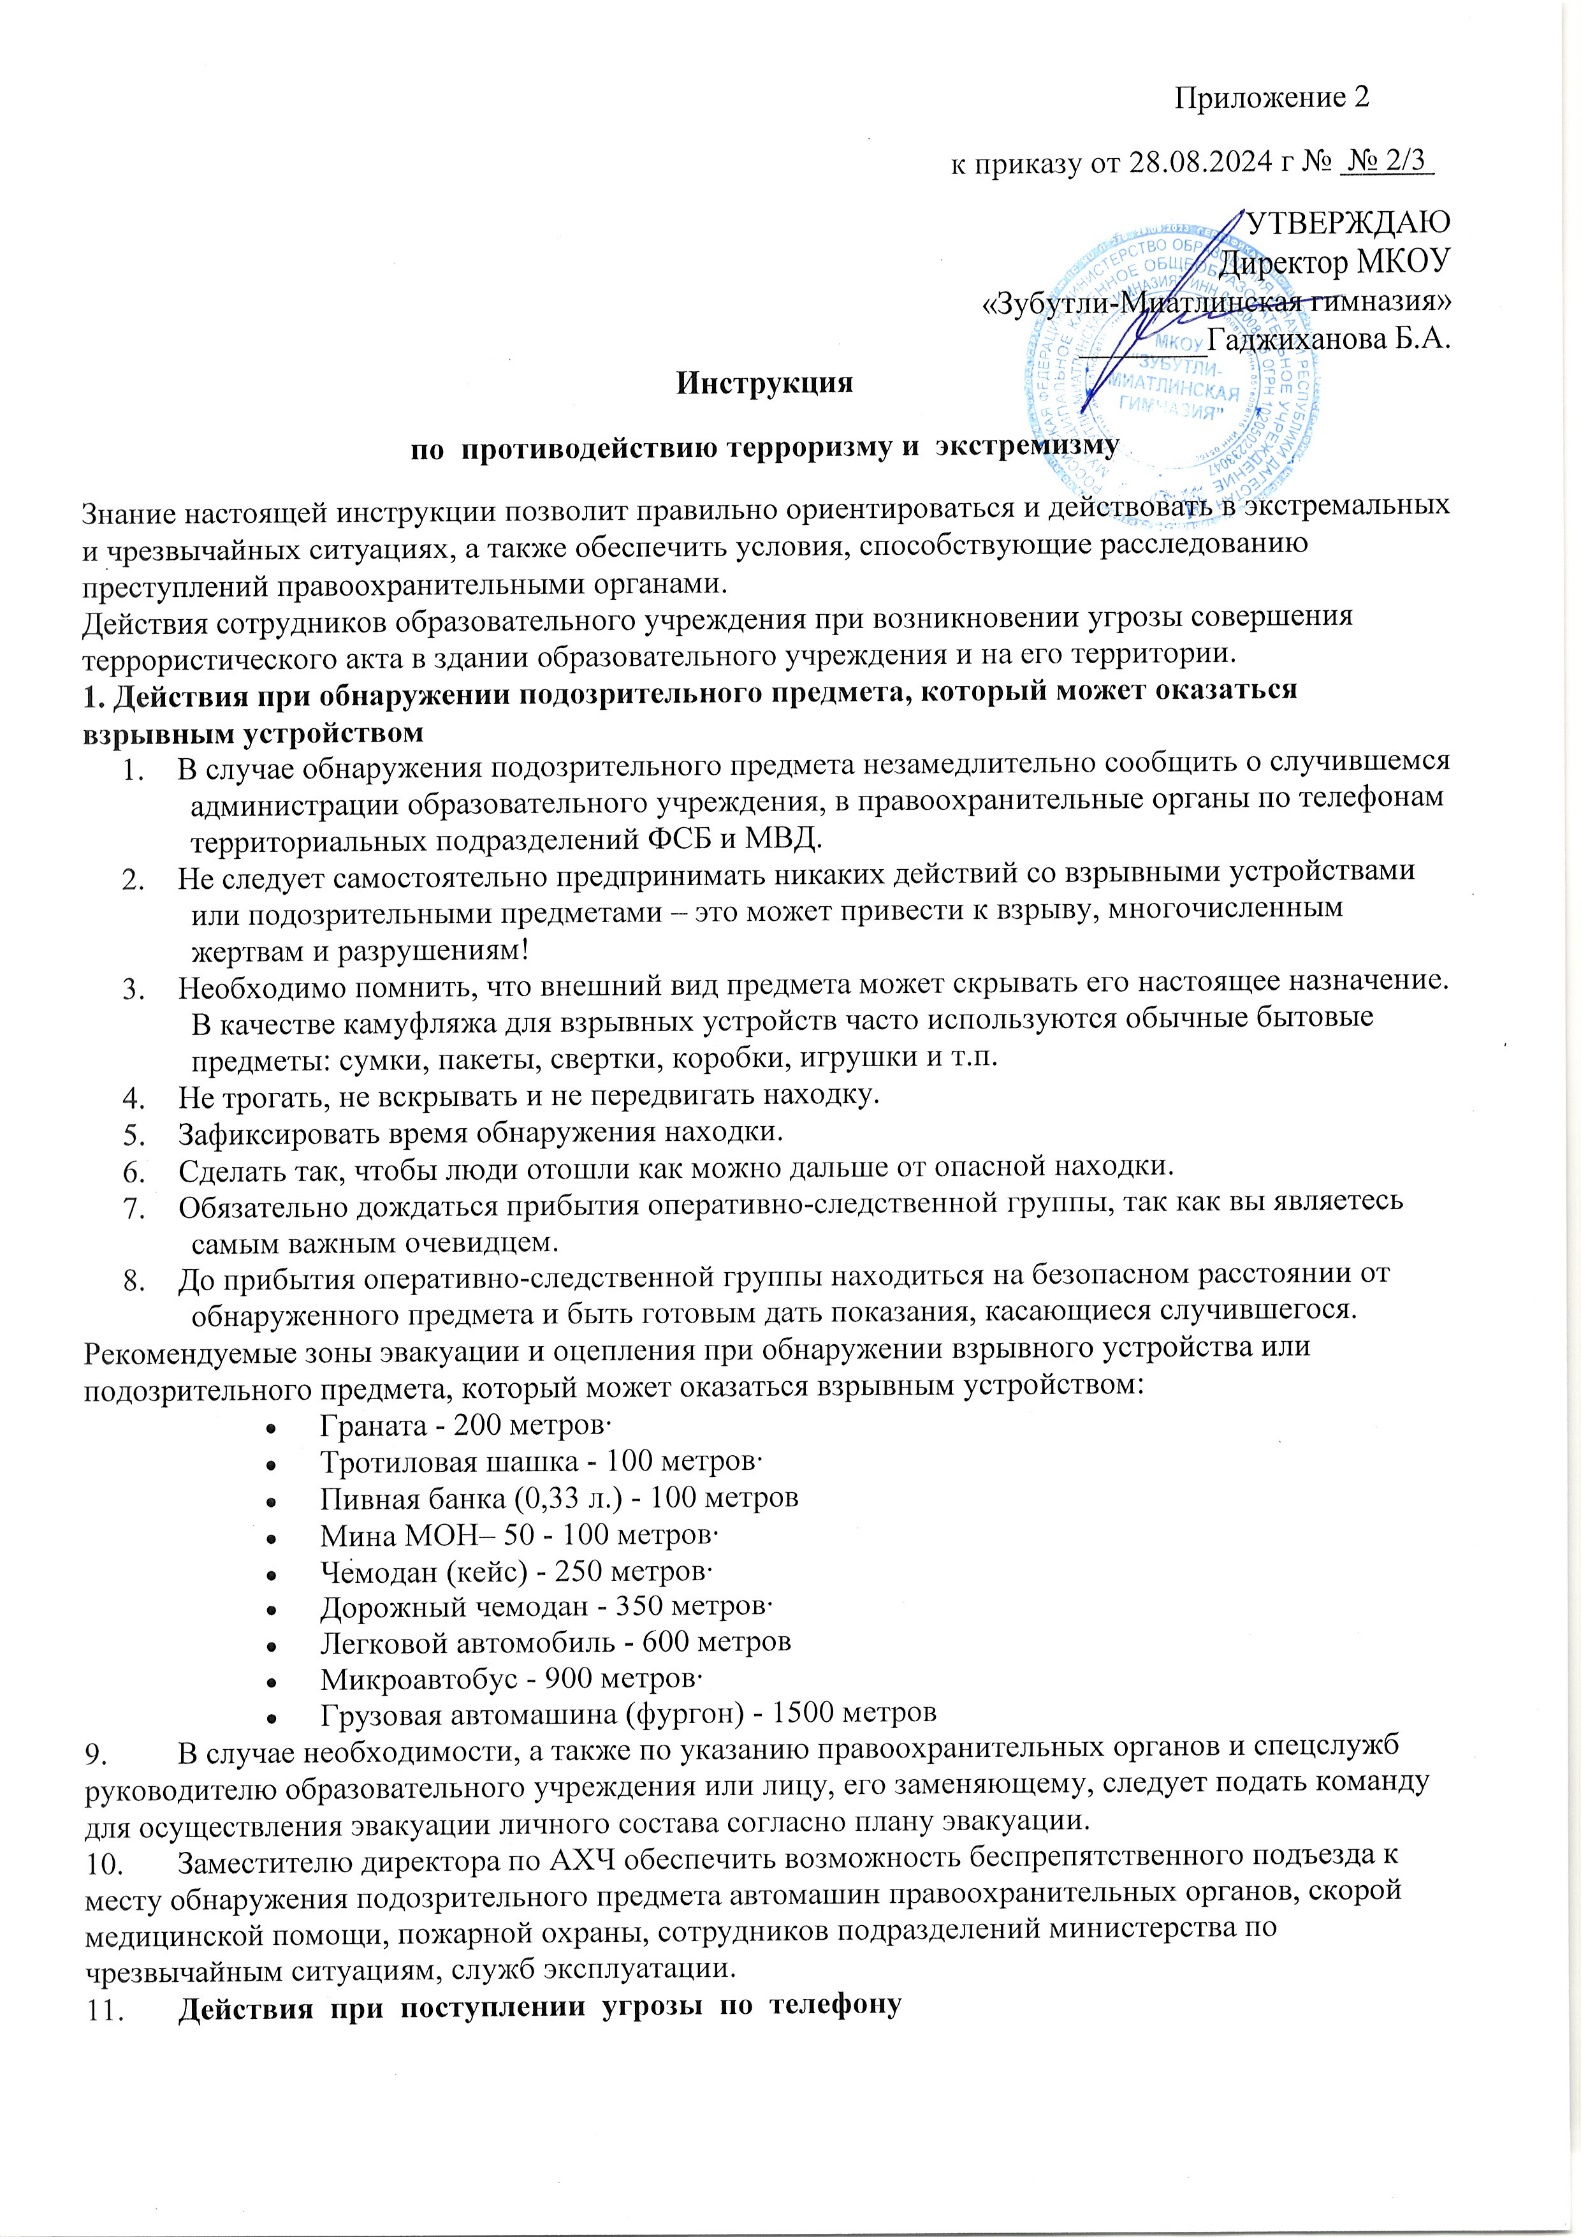 Приложение 2
к приказу от 28.08.2024 г № № 2/3
УТВЕРЖДАЮ
Директор МКОУ
«Зубутли-Миатлинская гимназия»
________Гаджиханова Б.А.
МКОУ
"ЗУБУТЛИ-
МИАТЛИНСКАЯ
ГИМНАЗИЯ"
Инструкция
по противодействию терроризму и экстремизму
Знание настоящей инструкции позволит правильно ориентироваться и действовать в экстремальных
и чрезвычайных ситуациях, а также обеспечить условия, способствующие расследованию
преступлений правоохранительными органами.
Действия сотрудников образовательного учреждения при возникновении угрозы совершения
террористического акта в здании образовательного учреждения и на его территории.
1. Действия при обнаружении подозрительного предмета, который может оказаться
взрывным устройством
1. В случае обнаружения подозрительного предмета незамедлительно сообщить о случившемся
администрации образовательного учреждения, в правоохранительные органы по телефонам
территориальных подразделений ФСБ и МВД.
2. Не следует самостоятельно предпринимать никаких действий со взрывными устройствами
или подозрительными предметами – это может привести к взрыву, многочисленным
жертвам и разрушениям!
3. Необходимо помнить, что внешний вид предмета может скрывать его настоящее назначение.
В качестве камуфляжа для взрывных устройств часто используются обычные бытовые
предметы: сумки, пакеты, свертки, коробки, игрушки и т.п.
4. Не трогать, не вскрывать и не передвигать находку.
5. Зафиксировать время обнаружения находки.
6. Сделать так, чтобы люди отошли как можно дальше от опасной находки.
7. Обязательно дождаться прибытия оперативно-следственной группы, так как вы являетесь
самым важным очевидцем.
8. До прибытия оперативно-следственной группы находиться на безопасном расстоянии от
обнаруженного предмета и быть готовым дать показания, касающиеся случившегося.
Рекомендуемые зоны эвакуации и оцепления при обнаружении взрывного устройства или
подозрительного предмета, который может оказаться взрывным устройством:
• Граната - 200 метров·
• Тротиловая шашка - 100 метров·
• Пивная банка (0,33 л.) - 100 метров
• Мина МОН– 50 - 100 метров·
• Чемодан (кейс) - 250 метров·
• Дорожный чемодан - 350 метров·
• Легковой автомобиль - 600 метров
• Микроавтобус - 900 метров·
• Грузовая автомашина (фургон) - 1500 метров
9. В случае необходимости, а также по указанию правоохранительных органов и спецслужб
руководителю образовательного учреждения или лицу, его заменяющему, следует подать команду
для осуществления эвакуации личного состава согласно плану эвакуации.
10. Заместителю директора по АХЧ обеспечить возможность беспрепятственного подъезда к
месту обнаружения подозрительного предмета автомашин правоохранительных органов, скорой
медицинской помощи, пожарной охраны, сотрудников подразделений министерства по
чрезвычайным ситуациям, служб эксплуатации.
11. Действия при поступлении угрозы по телефону